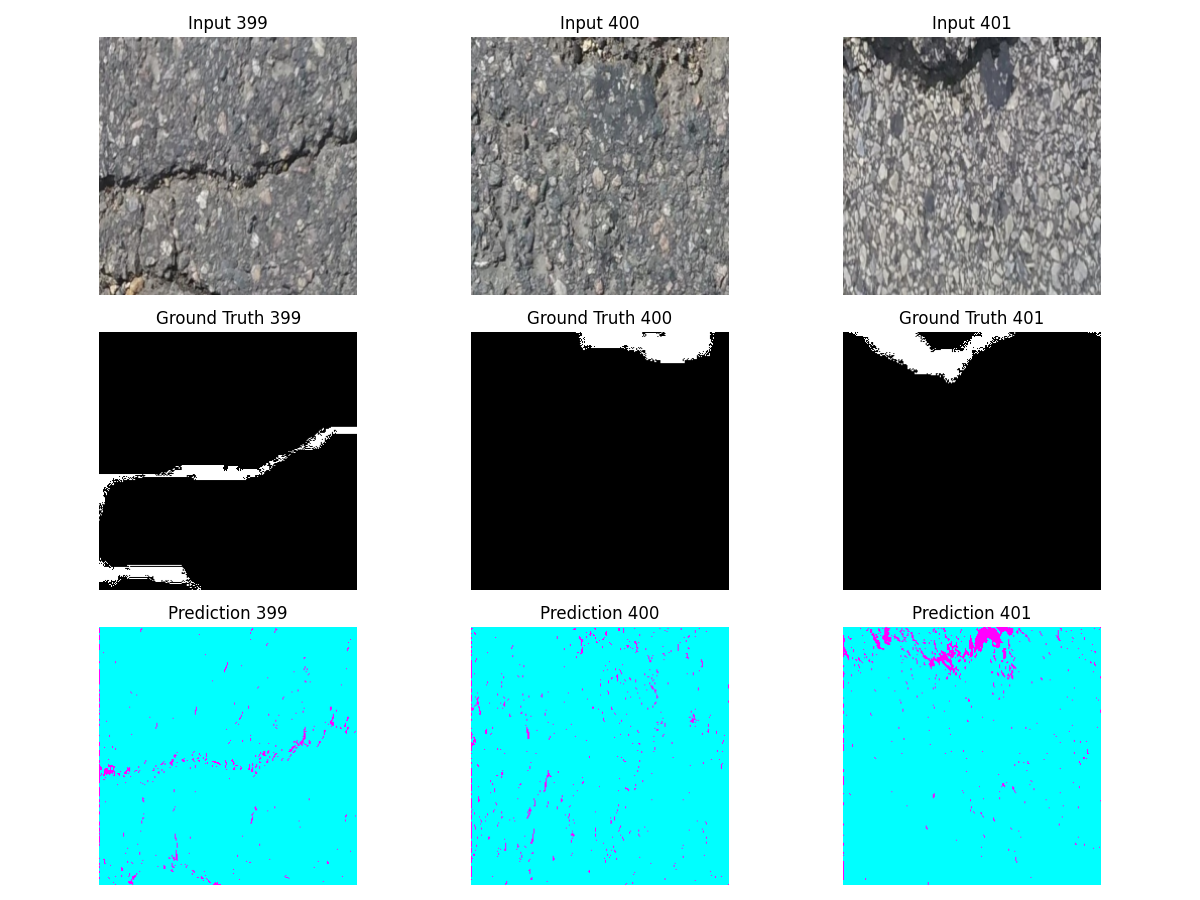 Input 399
Input 400
Input 401
Ground Truth 399
Ground Truth 400
Ground Truth 401
Prediction 399
Prediction 400
Prediction 401